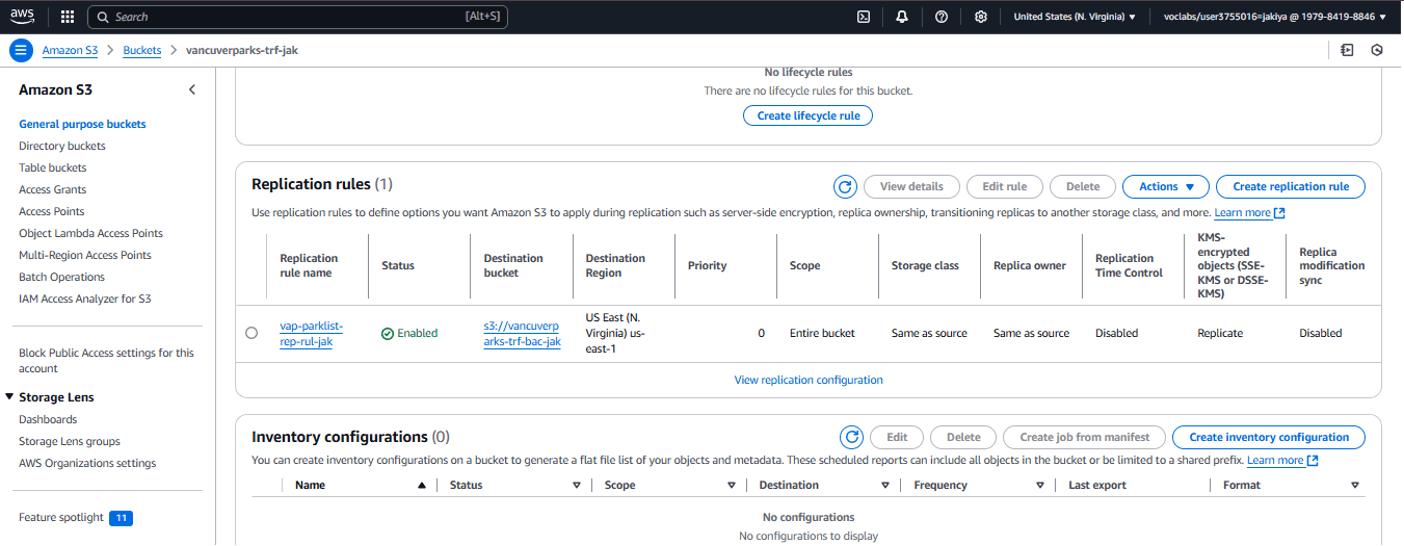 aws
Search [Alt+S]
United States (N. Virginia) ▼ voclabs/user3755016=jakiya @ 1979-8419-8846 ▼
Amazon S3 > Buckets > vancuverparks-trf-jak
Amazon S3
General purpose buckets
Directory buckets
Table buckets
Access Grants
Access Points
Object Lambda Access Points
Multi-Region Access Points
Batch Operations
IAM Access Analyzer for S3
Block Public Access settings for this
account
Storage Lens
Dashboards
Storage Lens groups
AWS Organizations settings
Feature spotlight 11
No lifecycle rules
There are no lifecycle rules for this bucket.
Create lifecycle rule
Replication rules (1)
View details Edit rule Delete Actions ▼ Create replication rule
Use replication rules to define options you want Amazon S3 to apply during replication such as server-side encryption, replica ownership, transitioning replicas to another storage class, and more. Learn more
Replication
rule name
Status
Destination
bucket
Destination
Region
Priority
Scope
Storage class
Replica owner
Replication
Time Control
KMS-
encrypted
objects (SSE-
KMS or DSSE-
KMS)
Replica
modification
sync
vap-parklist-
rep-rul-jak
Enabled
s3://vancuverp
arks-trf-bac-jak
US East (N.
Virginia) us-
east-1
0
Entire bucket
Same as source
Same as source
Disabled
Replicate
Disabled
View replication configuration
Inventory configurations (0)
Edit Delete Create job from manifest Create inventory configuration
You can create inventory configurations on a bucket to generate a flat file list of your objects and metadata. These scheduled reports can include all objects in the bucket or be limited to a shared prefix. Learn more
Name Status Scope Destination Frequency Last export Format
No configurations
No configurations to display